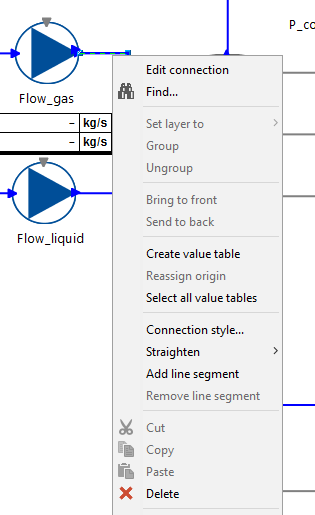 P_co
Edit connection
Flow_gas
Find...
– kg/s
Set layer to
– kg/s
Group
Ungroup
Bring to front
Send to back
Flow_liquid
Create value table
Reassign origin
Select all value tables
Connection style...
Straighten
Add line segment
Remove line segment
Cut
Copy
Paste
Delete